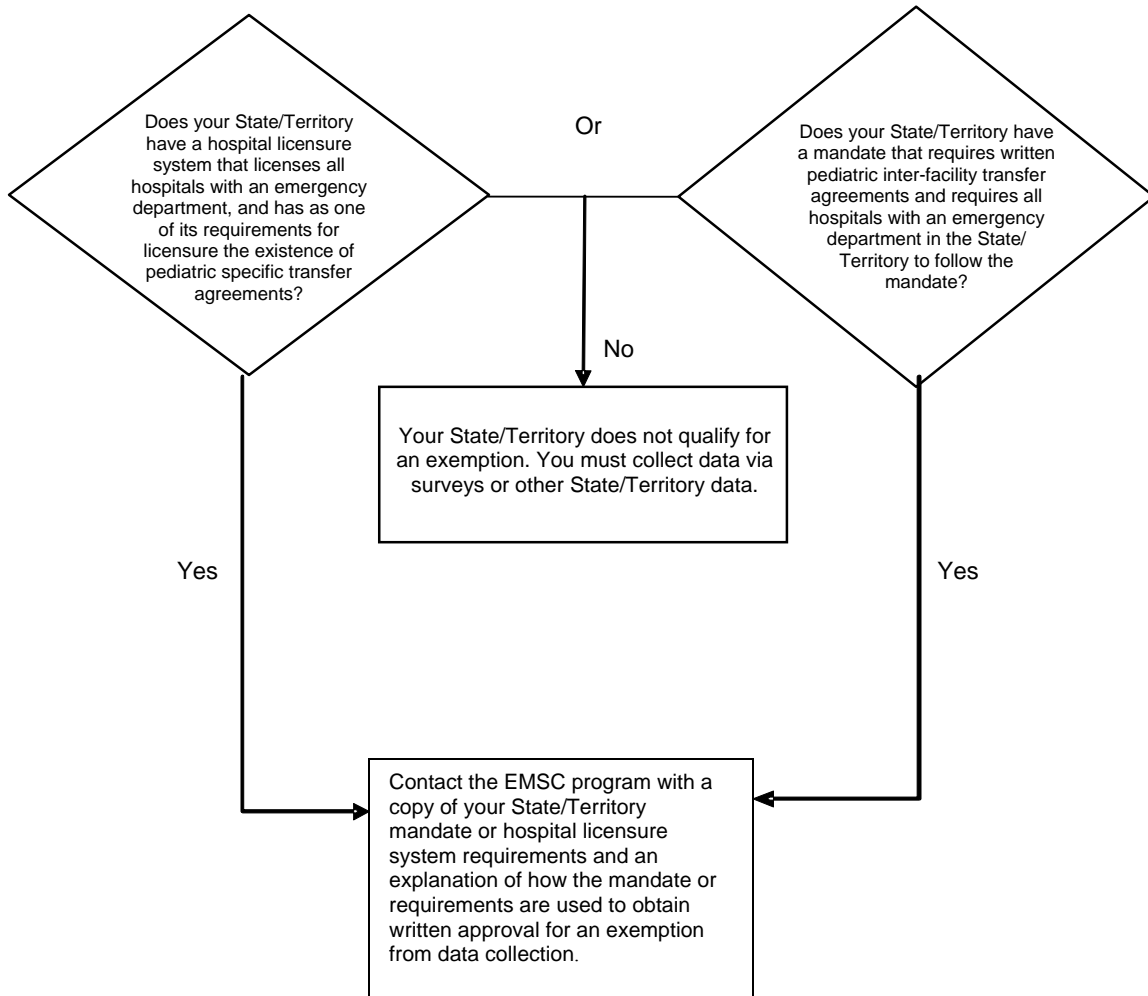 Does your State/Territory
have a hospital licensure
system that licenses all
hospitals with an emergency
department, and has as one
of its requirements for
licensure the existence of
pediatric specific transfer
agreements?
Or
Does your State/Territory have
a mandate that requires written
pediatric inter-facility transfer
agreements and requires all
hospitals with an emergency
department in the State/
Territory to follow the
mandate?
No
Your State/Territory does not qualify for
an exemption. You must collect data via
surveys or other State/Territory data.
Yes
Yes
Contact the EMSC program with a
copy of your State/Territory
mandate or hospital licensure
system requirements and an
explanation of how the mandate or
requirements are used to obtain
written approval for an exemption
from data collection.